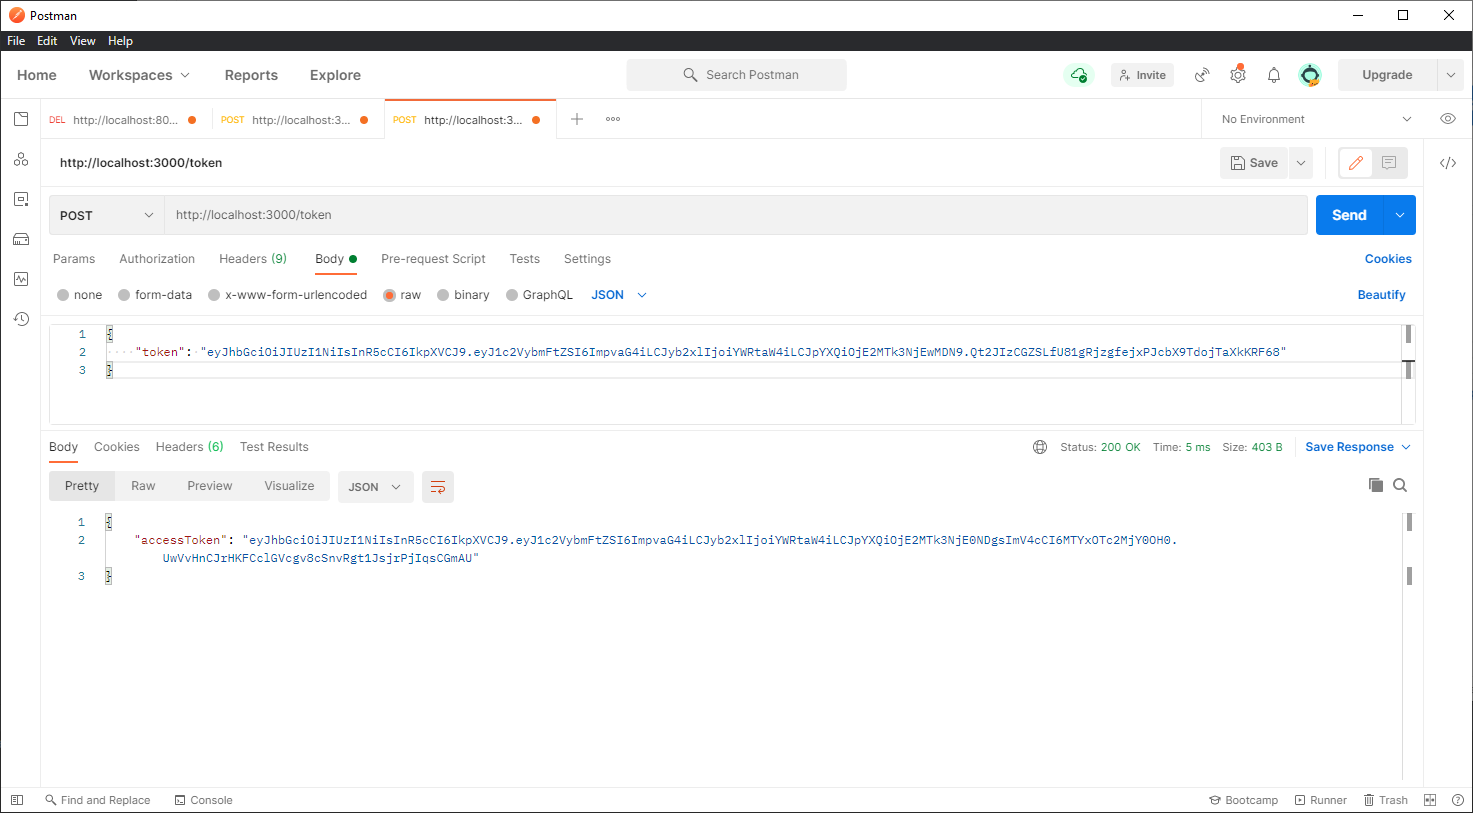 Postman
File Edit View Help
Home Workspaces Reports Explore Search Postman Invite Upgrade
DEL http://localhost:80... POST http://localhost:3... POST http://localhost:3... No Environment
http://localhost:3000/token Save
POST http://localhost:3000/token Send
Params Authorization Headers (9) Body Pre-request Script Tests Settings Cookies
none form-data x-www-form-urlencoded raw binary GraphQL JSON Beautify
1 {
2 "token": "eyJhbGciOiJIUzI1NiIsInR5cCI6IkpXVCJ9.eyJ1c2VybmFtZSI6ImpvaG4iLCJyb2xlIjoiYWRtaW4iLCJpYXQiOjE2MTk3NjEwMDN9.Qt2JIzCGZSLfU81gRjzgfejxPJcbX9TdojTaXkKRF68"
3 }
Body Cookies Headers (6) Test Results Status: 200 OK Time: 5 ms Size: 403 B Save Response
Pretty Raw Preview Visualize JSON
1 {
2 "accessToken": "eyJhbGciOiJIUzI1NiIsInR5cCI6IkpXVCJ9.eyJ1c2VybmFtZSI6ImpvaG4iLCJyb2xlIjoiYWRtaW4iLCJpYXQiOjE2MTk3NjE0NDgsImV4cCI6MTYxOTc2MjY0OH0.
UwVvHnCJrHKFCclGVcgv8cSnvRgt1JsjrPjIqsCGmAU"
3 }
Find and Replace Console Bootcamp Runner Trash